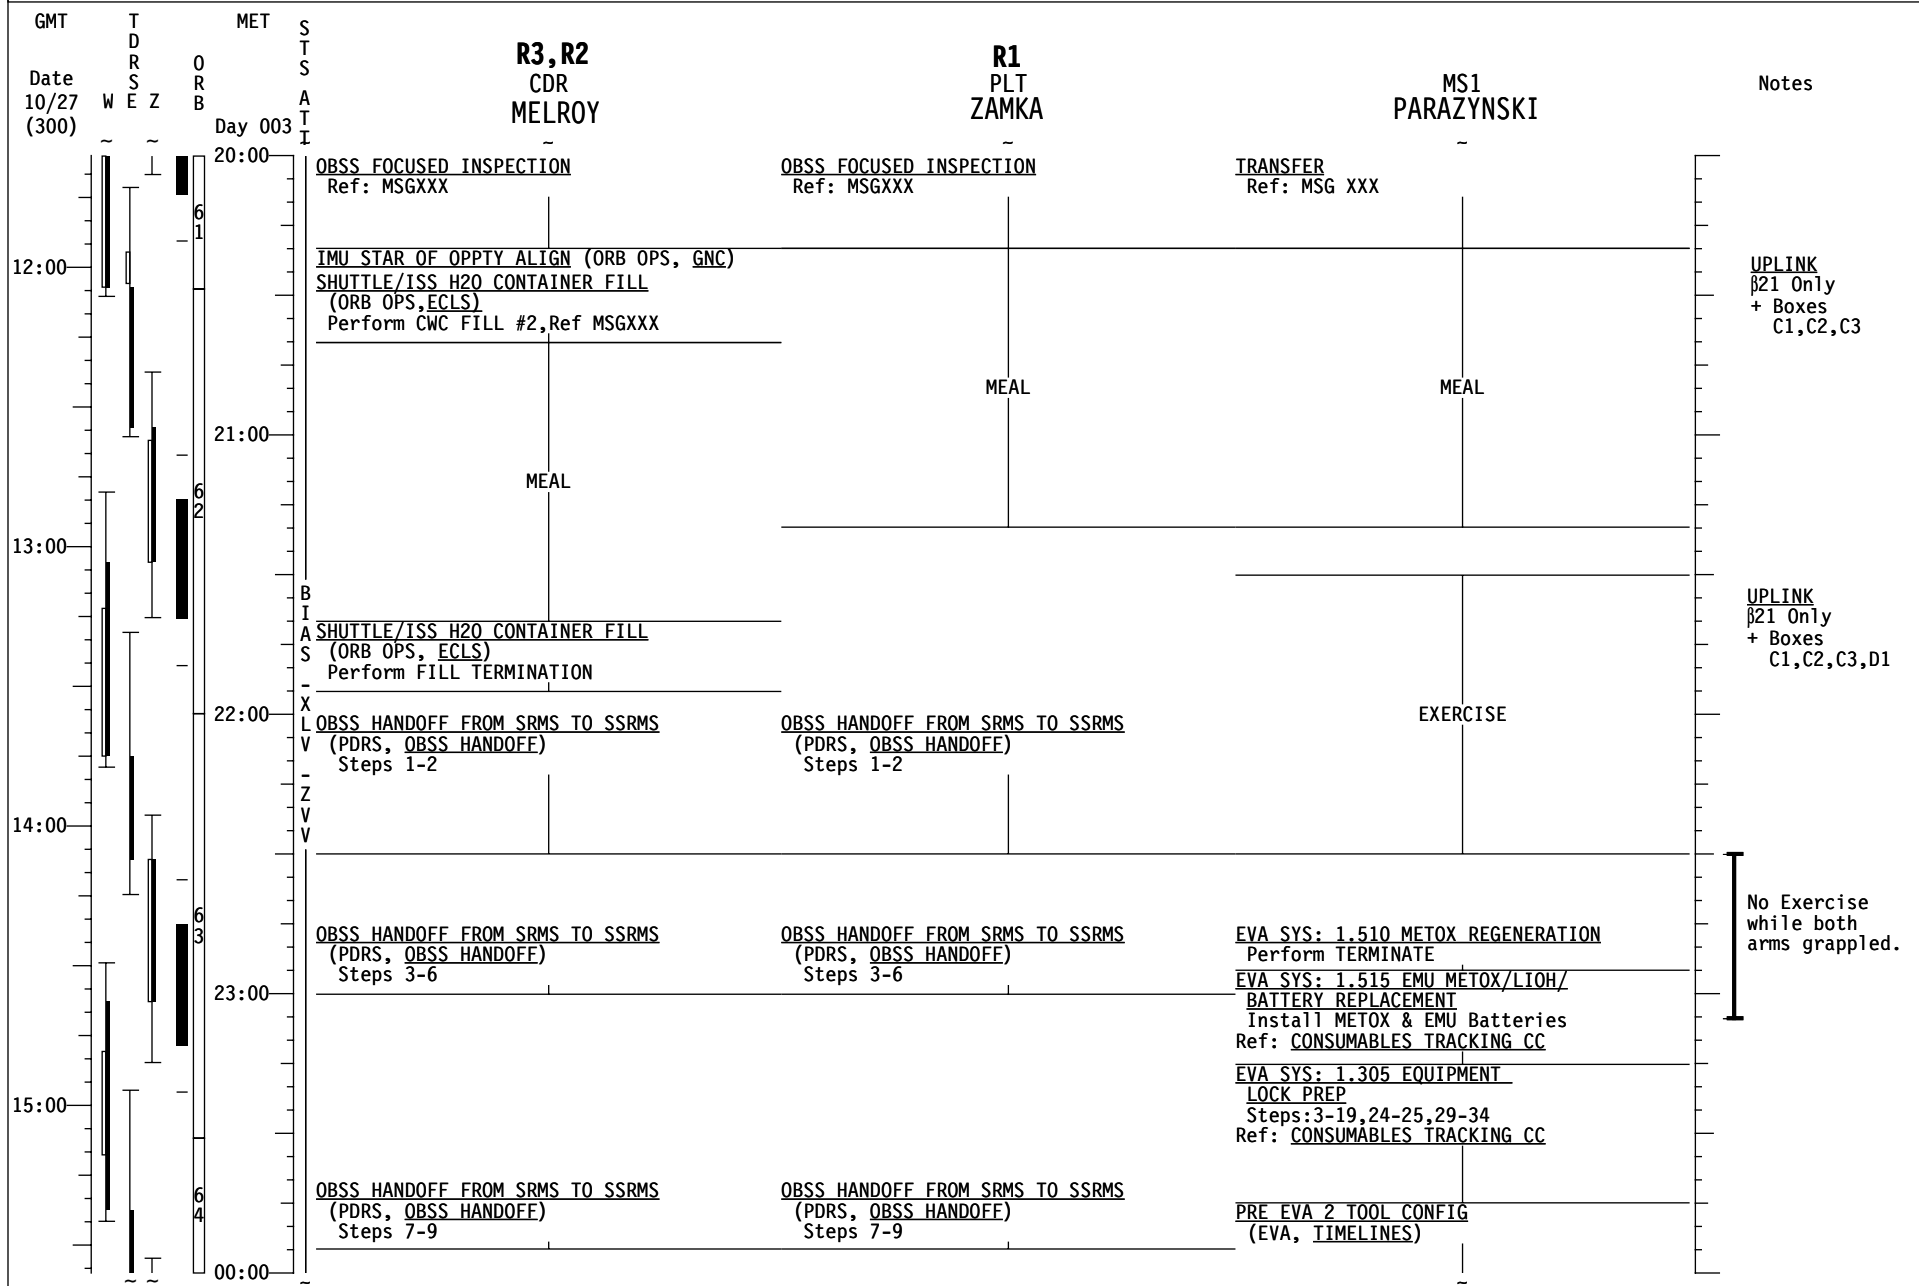 GMT
Date
10/27
(300)
TDRS
W E Z
ORB
MET
Day 003
STS ATT
R3,R2
CDR
MELROY
R1
PLT
ZAMKA
MS1
PARAZYNSKI
Notes
~ ~ ~ ~ ~
20:00
OBSS FOCUSED INSPECTION
Ref: MSGXXX
OBSS FOCUSED INSPECTION
Ref: MSGXXX
TRANSFER
Ref: MSG XXX
61
12:00
IMU STAR OF OPPTY ALIGN (ORB OPS, GNC)
SHUTTLE/ISS H2O CONTAINER FILL
(ORB OPS,ECLS)
Perform CWC FILL #2,Ref MSGXXX
UPLINK
β21 Only
+ Boxes
C1,C2,C3
MEAL
MEAL
21:00
MEAL
62
13:00
BIAS -XLV -ZVV
SHUTTLE/ISS H2O CONTAINER FILL
(ORB OPS, ECLS)
Perform FILL TERMINATION
UPLINK
β21 Only
+ Boxes
C1,C2,C3,D1
22:00
OBSS HANDOFF FROM SRMS TO SSRMS
(PDRS, OBSS HANDOFF)
Steps 1-2
OBSS HANDOFF FROM SRMS TO SSRMS
(PDRS, OBSS HANDOFF)
Steps 1-2
EXERCISE
14:00
63
OBSS HANDOFF FROM SRMS TO SSRMS
(PDRS, OBSS HANDOFF)
Steps 3-6
OBSS HANDOFF FROM SRMS TO SSRMS
(PDRS, OBSS HANDOFF)
Steps 3-6
EVA SYS: 1.510 METOX REGENERATION
Perform TERMINATE
No Exercise
while both
arms grappled.
23:00
EVA SYS: 1.515 EMU METOX/LIOH/
BATTERY REPLACEMENT
Install METOX & EMU Batteries
Ref: CONSUMABLES TRACKING CC
EVA SYS: 1.305 EQUIPMENT
LOCK PREP
Steps:3-19,24-25,29-34
Ref: CONSUMABLES TRACKING CC
15:00
64
OBSS HANDOFF FROM SRMS TO SSRMS
(PDRS, OBSS HANDOFF)
Steps 7-9
OBSS HANDOFF FROM SRMS TO SSRMS
(PDRS, OBSS HANDOFF)
Steps 7-9
PRE EVA 2 TOOL CONFIG
(EVA, TIMELINES)
00:00
~ ~ ~ ~